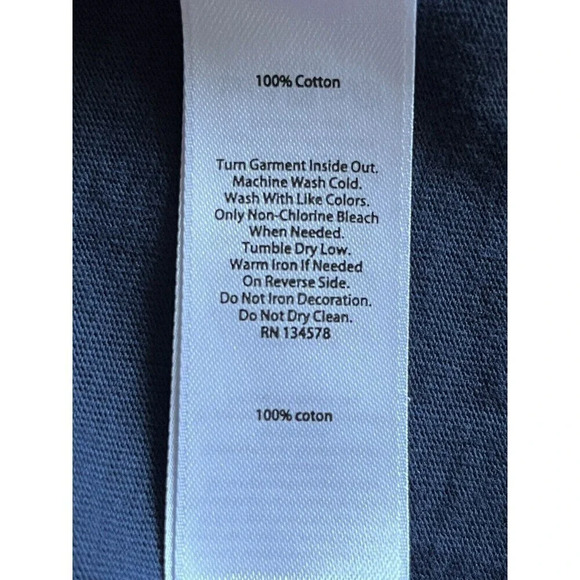 100% Cotton
Turn Garment Inside Out.
Machine Wash Cold.
Wash With Like Colors.
Only Non-Chlorine Bleach
When Needed.
Tumble Dry Low.
Warm Iron If Needed
On Reverse Side.
Do Not Iron Decoration.
Do Not Dry Clean.
RN 134578
100% coton